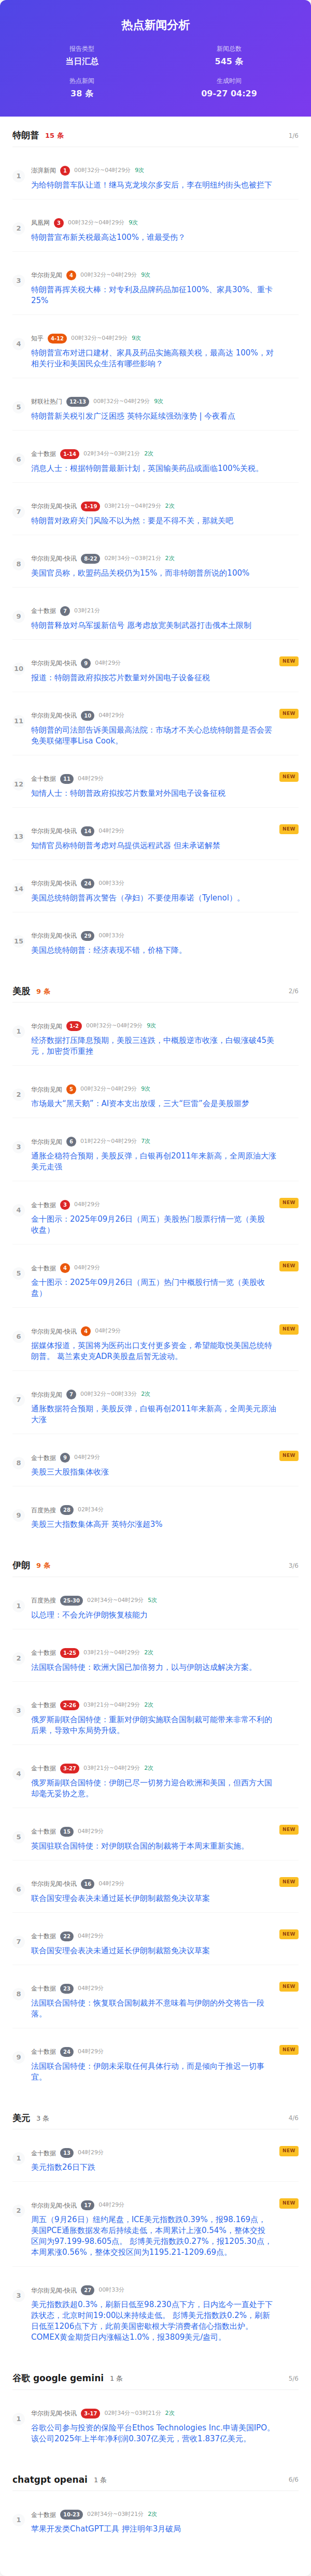 热点新闻分析
报告类型
当日汇总
新闻总数
545 条
热点新闻
38 条
生成时间
09-27 04:29
特朗普 15 条 1/6
1
澎湃新闻 1 00时32分~04时29分 9次
为给特朗普车队让道！继马克龙埃尔多安后，李在明纽约街头也被拦下
2
凤凰网 3 00时32分~04时29分 9次
特朗普宣布新关税最高达100%，谁最受伤？
3
华尔街见闻 4 00时32分~04时29分 9次
特朗普再挥关税大棒：对专利及品牌药品加征100%、家具30%、重卡
25%
4
知乎 4-12 00时32分~04时29分 9次
特朗普宣布对进口建材、家具及药品实施高额关税，最高达 100%，对
相关行业和美国民众生活有哪些影响？
5
财联社热门 12-13 00时32分~04时29分 9次
特朗普新关税引发广泛困惑 英特尔延续强劲涨势 | 今夜看点
6
金十数据 1-14 02时34分~03时21分 2次
消息人士：根据特朗普最新计划，英国输美药品或面临100%关税。
7
华尔街见闻-快讯 1-19 03时21分~04时29分 2次
特朗普对政府关门风险不以为然：要是不得不关，那就关吧
8
华尔街见闻-快讯 8-22 02时34分~03时21分 2次
美国官员称，欧盟药品关税仍为15%，而非特朗普所说的100%
9
金十数据 7 03时21分
特朗普释放对乌军援新信号 愿考虑放宽美制武器打击俄本土限制
10
华尔街见闻-快讯 9 04时29分 NEW
报道：特朗普政府拟按芯片数量对外国电子设备征税
11
华尔街见闻-快讯 10 04时29分 NEW
特朗普的司法部告诉美国最高法院：市场才不关心总统特朗普是否会罢
免美联储理事Lisa Cook。
12
金十数据 11 04时29分 NEW
知情人士：特朗普政府拟按芯片数量对外国电子设备征税
13
华尔街见闻-快讯 14 04时29分 NEW
知情官员称特朗普考虑对乌提供远程武器 但未承诺解禁
14
华尔街见闻-快讯 24 00时33分
美国总统特朗普再次警告（孕妇）不要使用泰诺（Tylenol）。
15
华尔街见闻-快讯 29 00时33分
美国总统特朗普：经济表现不错，价格下降。
美股 9 条 2/6
1
华尔街见闻 1-2 00时32分~04时29分 9次
经济数据打压降息预期，美股三连跌，中概股逆市收涨，白银涨破45美
元，加密货币重挫
2
华尔街见闻 5 00时32分~04时29分 9次
市场最大“黑天鹅”：AI资本支出放缓，三大“巨雷”会是美股噩梦
3
华尔街见闻 6 01时22分~04时29分 7次
通胀企稳符合预期，美股反弹，白银再创2011年来新高，全周原油大涨
美元走强
4
金十数据 3 04时29分 NEW
金十图示：2025年09月26日（周五）美股热门股票行情一览（美股
收盘）
5
金十数据 4 04时29分 NEW
金十图示：2025年09月26日（周五）热门中概股行情一览（美股收
盘）
6
华尔街见闻-快讯 4 04时29分 NEW
据媒体报道，英国将为医药出口支付更多资金，希望能取悦美国总统特
朗普。 葛兰素史克ADR美股盘后暂无波动。
7
华尔街见闻 7 00时32分~00时33分 2次
通胀数据符合预期，美股反弹，白银再创2011年来新高，全周美元原油
大涨
8
金十数据 9 04时29分 NEW
美股三大股指集体收涨
9
百度热搜 28 02时34分
美股三大指数集体高开 英特尔涨超3%
伊朗 9 条 3/6
1
百度热搜 25-30 02时34分~04时29分 5次
以总理：不会允许伊朗恢复核能力
2
金十数据 1-25 03时21分~04时29分 2次
法国联合国特使：欧洲大国已加倍努力，以与伊朗达成解决方案。
3
金十数据 2-26 03时21分~04时29分 2次
俄罗斯副联合国特使：重新对伊朗实施联合国制裁可能带来非常不利的
后果，导致中东局势升级。
4
金十数据 3-27 03时21分~04时29分 2次
俄罗斯副联合国特使：伊朗已尽一切努力迎合欧洲和美国，但西方大国
却毫无妥协之意。
5
金十数据 15 04时29分 NEW
英国驻联合国特使：对伊朗联合国的制裁将于本周末重新实施。
6
华尔街见闻-快讯 16 04时29分 NEW
联合国安理会表决未通过延长伊朗制裁豁免决议草案
7
金十数据 22 04时29分 NEW
联合国安理会表决未通过延长伊朗制裁豁免决议草案
8
金十数据 23 04时29分 NEW
法国联合国特使：恢复联合国制裁并不意味着与伊朗的外交将告一段
落。
9
金十数据 24 04时29分 NEW
法国联合国特使：伊朗未采取任何具体行动，而是倾向于推迟一切事
宜。
美元 3 条 4/6
1
金十数据 13 04时29分 NEW
美元指数26日下跌
2
华尔街见闻-快讯 17 04时29分 NEW
周五（9月26日）纽约尾盘，ICE美元指数跌0.39%，报98.169点，
美国PCE通胀数据发布后持续走低，本周累计上涨0.54%，整体交投
区间为97.199-98.605点。 彭博美元指数跌0.27%，报1205.30点，
本周累涨0.56%，整体交投区间为1195.21-1209.69点。
3
华尔街见闻-快讯 27 00时33分
美元指数跌超0.3%，刷新日低至98.230点下方，日内迄今一直处于下
跌状态，北京时间19:00以来持续走低。 彭博美元指数跌0.2%，刷新
日低至1206点下方，此前美国密歇根大学消费者信心指数出炉。
COMEX黄金期货日内涨幅达1.0%，报3809美元/盎司。
谷歌 google gemini 1 条 5/6
1
华尔街见闻-快讯 3-17 02时34分~03时21分 2次
谷歌公司参与投资的保险平台Ethos Technologies Inc.申请美国IPO。
该公司2025年上半年净利润0.307亿美元，营收1.837亿美元。
chatgpt openai 1 条 6/6
1
金十数据 10-23 02时34分~03时21分 2次
苹果开发类ChatGPT工具 押注明年3月破局